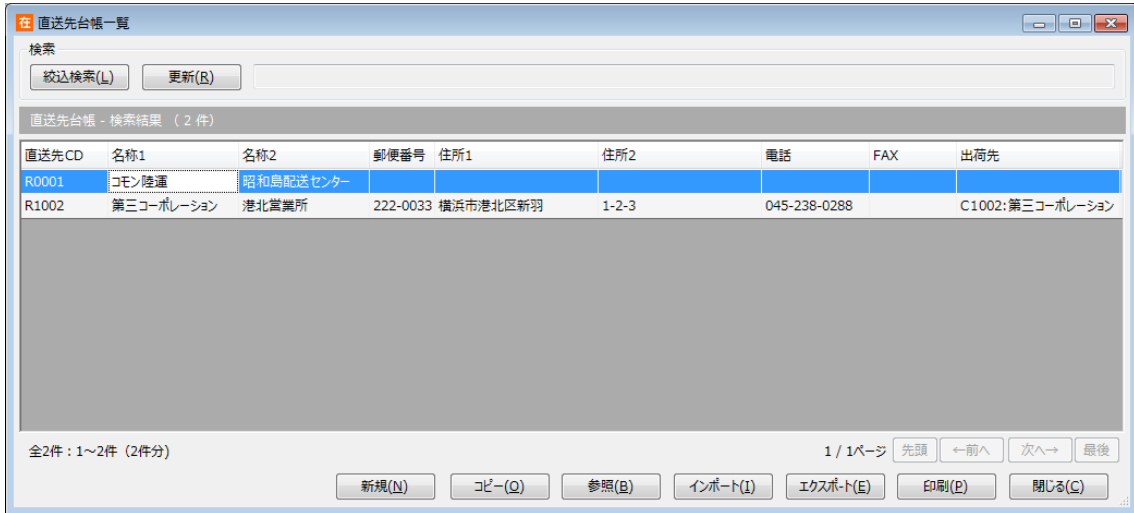 在 直送先台帳一覧
検索
絞込検索(L) 更新(R)
直送先台帳 - 検索結果 （ 2 件）
直送先CD 名称1 名称2 郵便番号 住所1 住所2 電話 FAX 出荷先
R0001 コモン陸運 昭和島配送センター
R1002 第三コーポレーション 港北営業所 222-0033 横浜市港北区新羽 1-2-3 045-238-0288 C1002:第三コーポレーション
全2件：1～2件（2件分） 1 / 1ページ 先頭 ←前へ 次へ→ 最後
新規(N) コピー(O) 参照(B) インポート(I) エクスポート(E) 印刷(P) 閉じる(C)